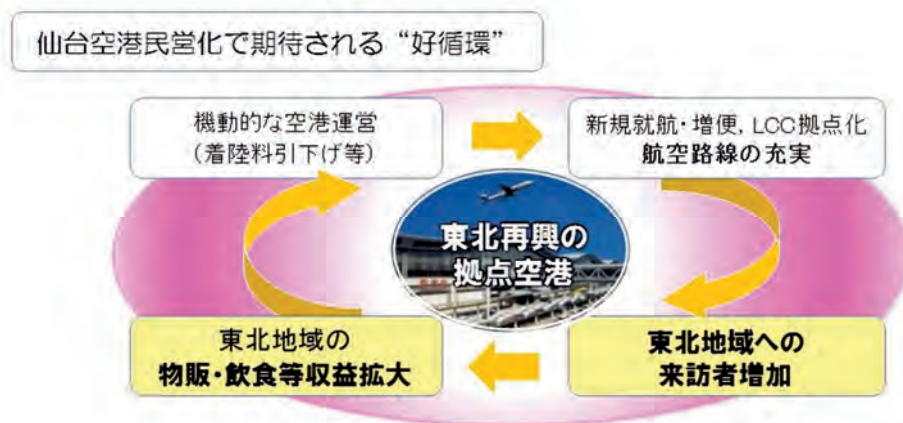 仙台空港民営化で期待される“好循環”
機動的な空港運営
(着陸料引下げ等)
新規就航・増便, LCC拠点化
航空路線の充実
東北再興の
拠点空港
東北地域への
来訪者増加
東北地域の
物販・飲食等収益拡大